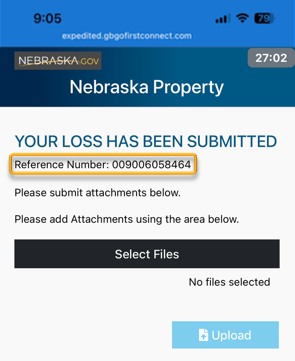 9:05
79
expedited.gbgofirstconnect.com
NEBRASKA.GOV
27:02
Nebraska Property
YOUR LOSS HAS BEEN SUBMITTED
Reference Number: 009006058464
Please submit attachments below.
Please add Attachments using the area below.
Select Files
No files selected
Upload